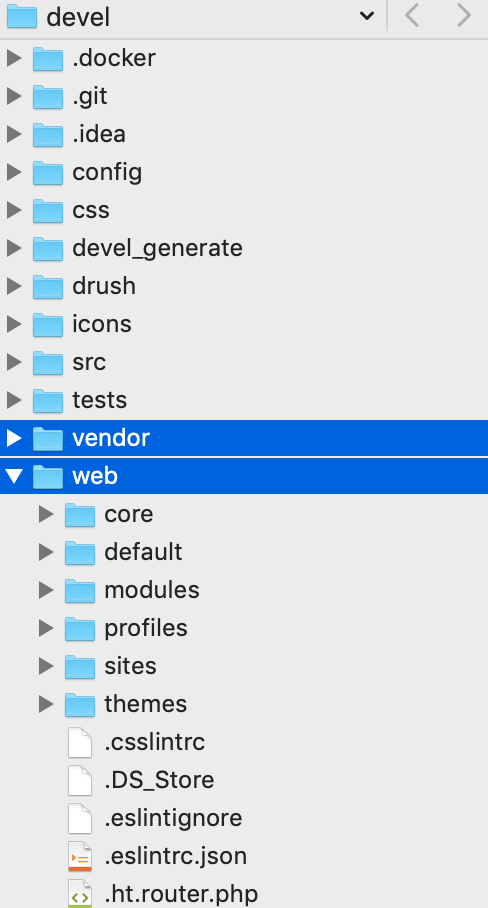 devel
.docker
.git
.idea
config
css
devel_generate
drush
icons
src
tests
vendor
web
core
default
modules
profiles
sites
themes
.csslintrc
.DS_Store
.eslintignore
.eslintrc.json
.ht.router.php